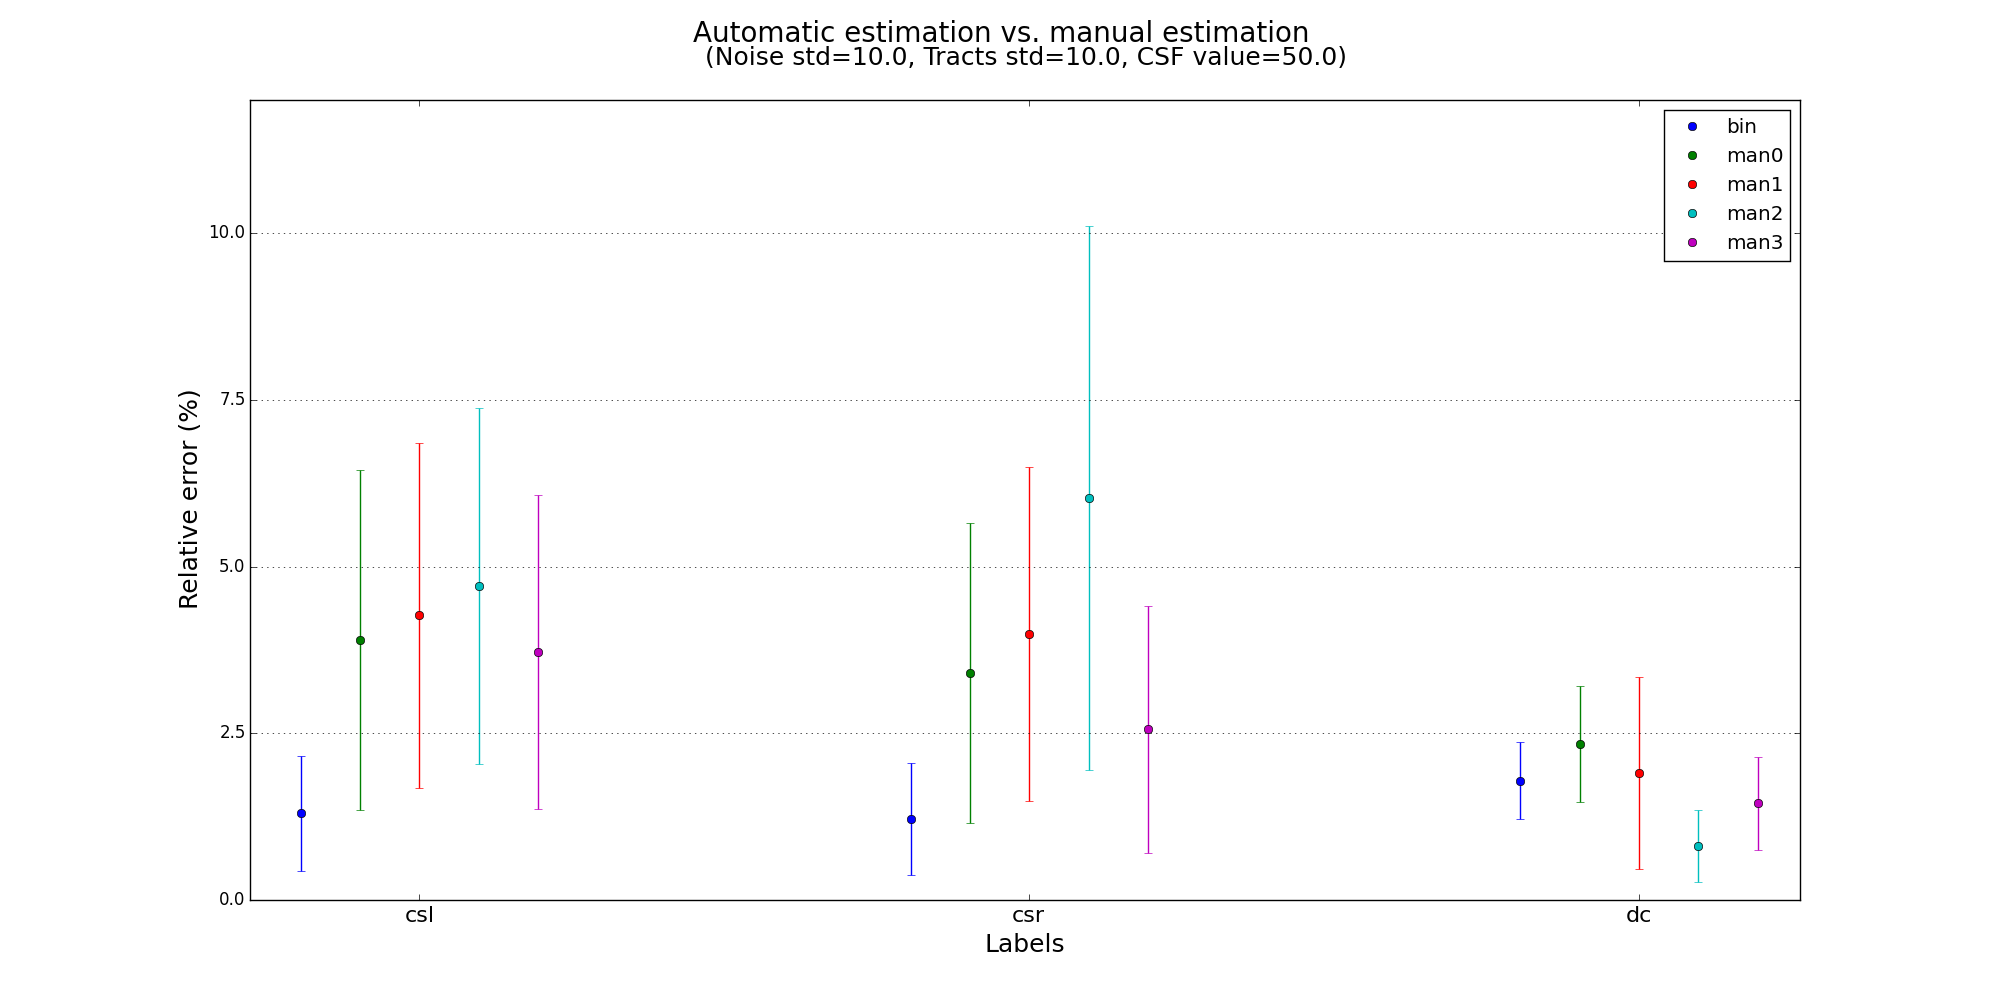 Automatic estimation vs. manual estimation
(Noise std=10.0, Tracts std=10.0, CSF value=50.0)
bin
man0
man1
man2
man3
10.0
7.5
5.0
2.5
0.0
Relative error (%)
csl csr dc
Labels